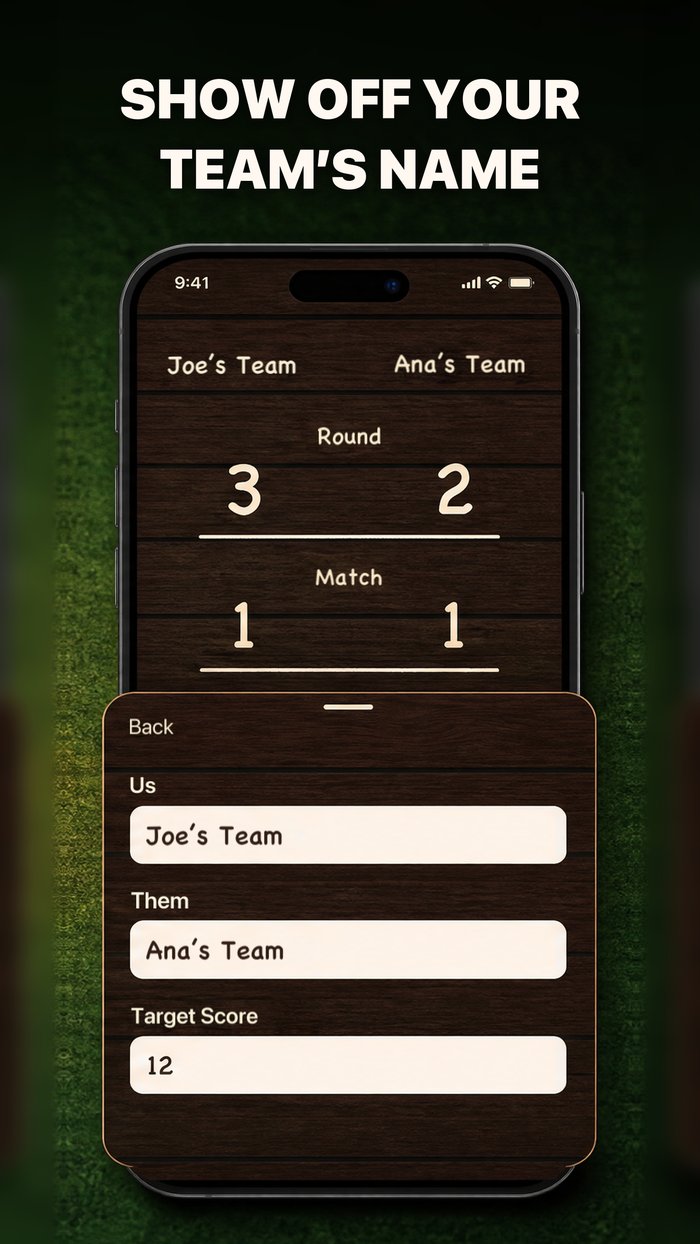 SHOW OFF YOUR
TEAM'S NAME
9:41
Joe's Team Ana's Team
Round
3 2
Match
1 1
Back
Us
Joe's Team
Them
Ana's Team
Target Score
12